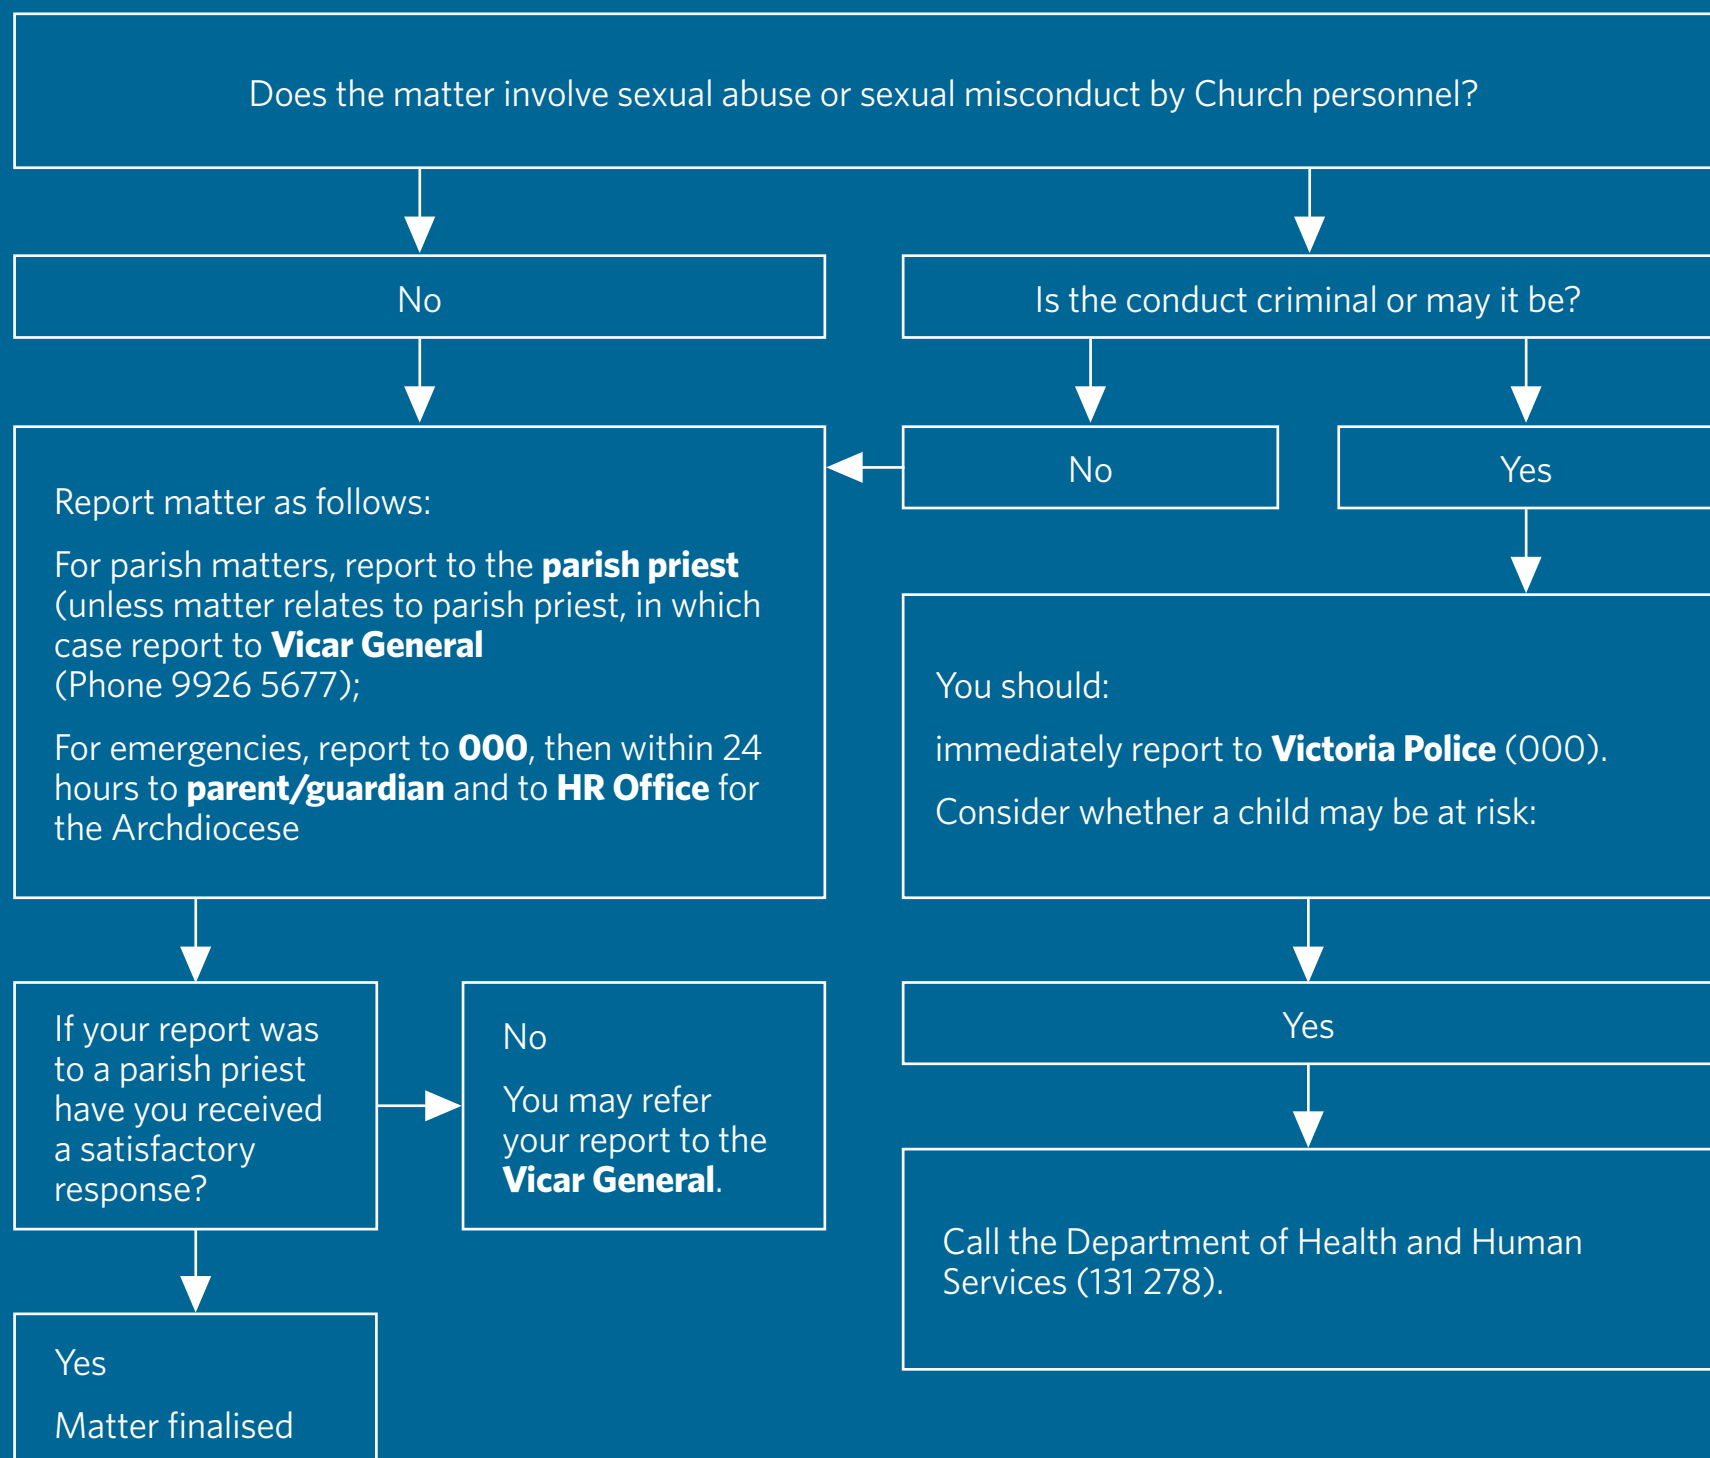 Does the matter involve sexual abuse or sexual misconduct by Church personnel?
No
Is the conduct criminal or may it be?
No
Yes
Report matter as follows:
For parish matters, report to the parish priest
(unless matter relates to parish priest, in which
case report to Vicar General
(Phone 9926 5677);
For emergencies, report to 000, then within 24
hours to parent/guardian and to HR Office for
the Archdiocese
You should:
immediately report to Victoria Police (000).
Consider whether a child may be at risk:
If your report was
to a parish priest
have you received
a satisfactory
response?
No
You may refer
your report to the
Vicar General.
Yes
Call the Department of Health and Human
Services (131 278).
Yes
Matter finalised